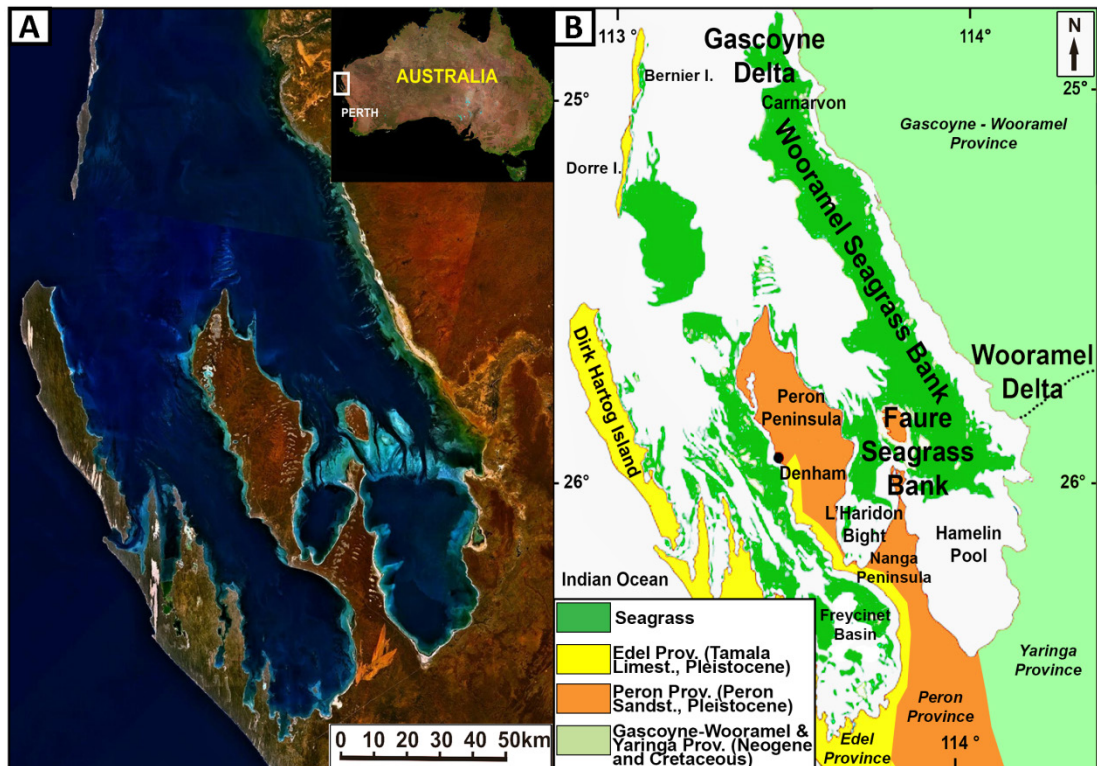 A
AUSTRALIA
PERTH
0 10 20 30 40 50km
B
113 °
114°
N
25°
25°
26°
26°
114 °
Gascoyne
Delta
Bernier I.
Carnarvon
Gascoyne - Wooramel
Province
Dorre I.
Wooramel Seagrass Bank
Dirk Hartog Island
Wooramel
Delta
Peron
Peninsula
Faure
Seagrass
Bank
Denham
L'Haridon
Bight
Hamelin
Pool
Nanga
Peninsula
Indian Ocean
Freycinet
Basin
Yaringa
Province
Peron
Province
Edel
Province
Seagrass
Edel Prov. (Tamala
Limest., Pleistocene)
Peron Prov. (Peron
Sandst., Pleistocene)
Gascoyne-Wooramel &
Yaringa Prov. (Neogene
and Cretaceous)